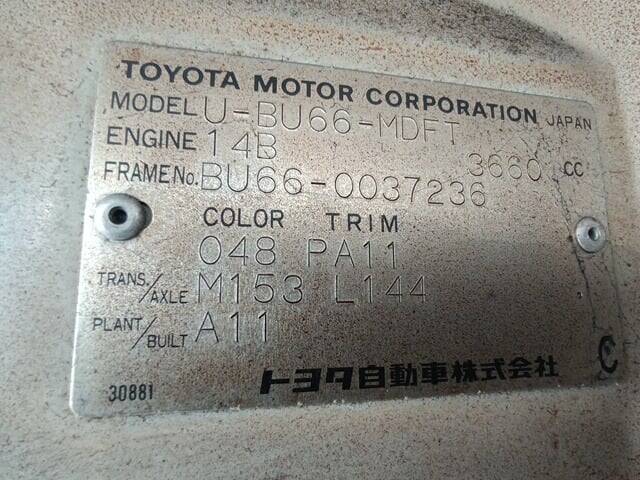 TOYOTA MOTOR CORPORATION JAPAN
MODEL U-BU66-MDFT
ENGINE 14B 3660 CC
FRAME No. BU66-0037236
COLOR TRIM
048 PA11
TRANS./AXLE M153 L144
PLANT/BUILT A11
30881 トヨタ自動車株式会社 C